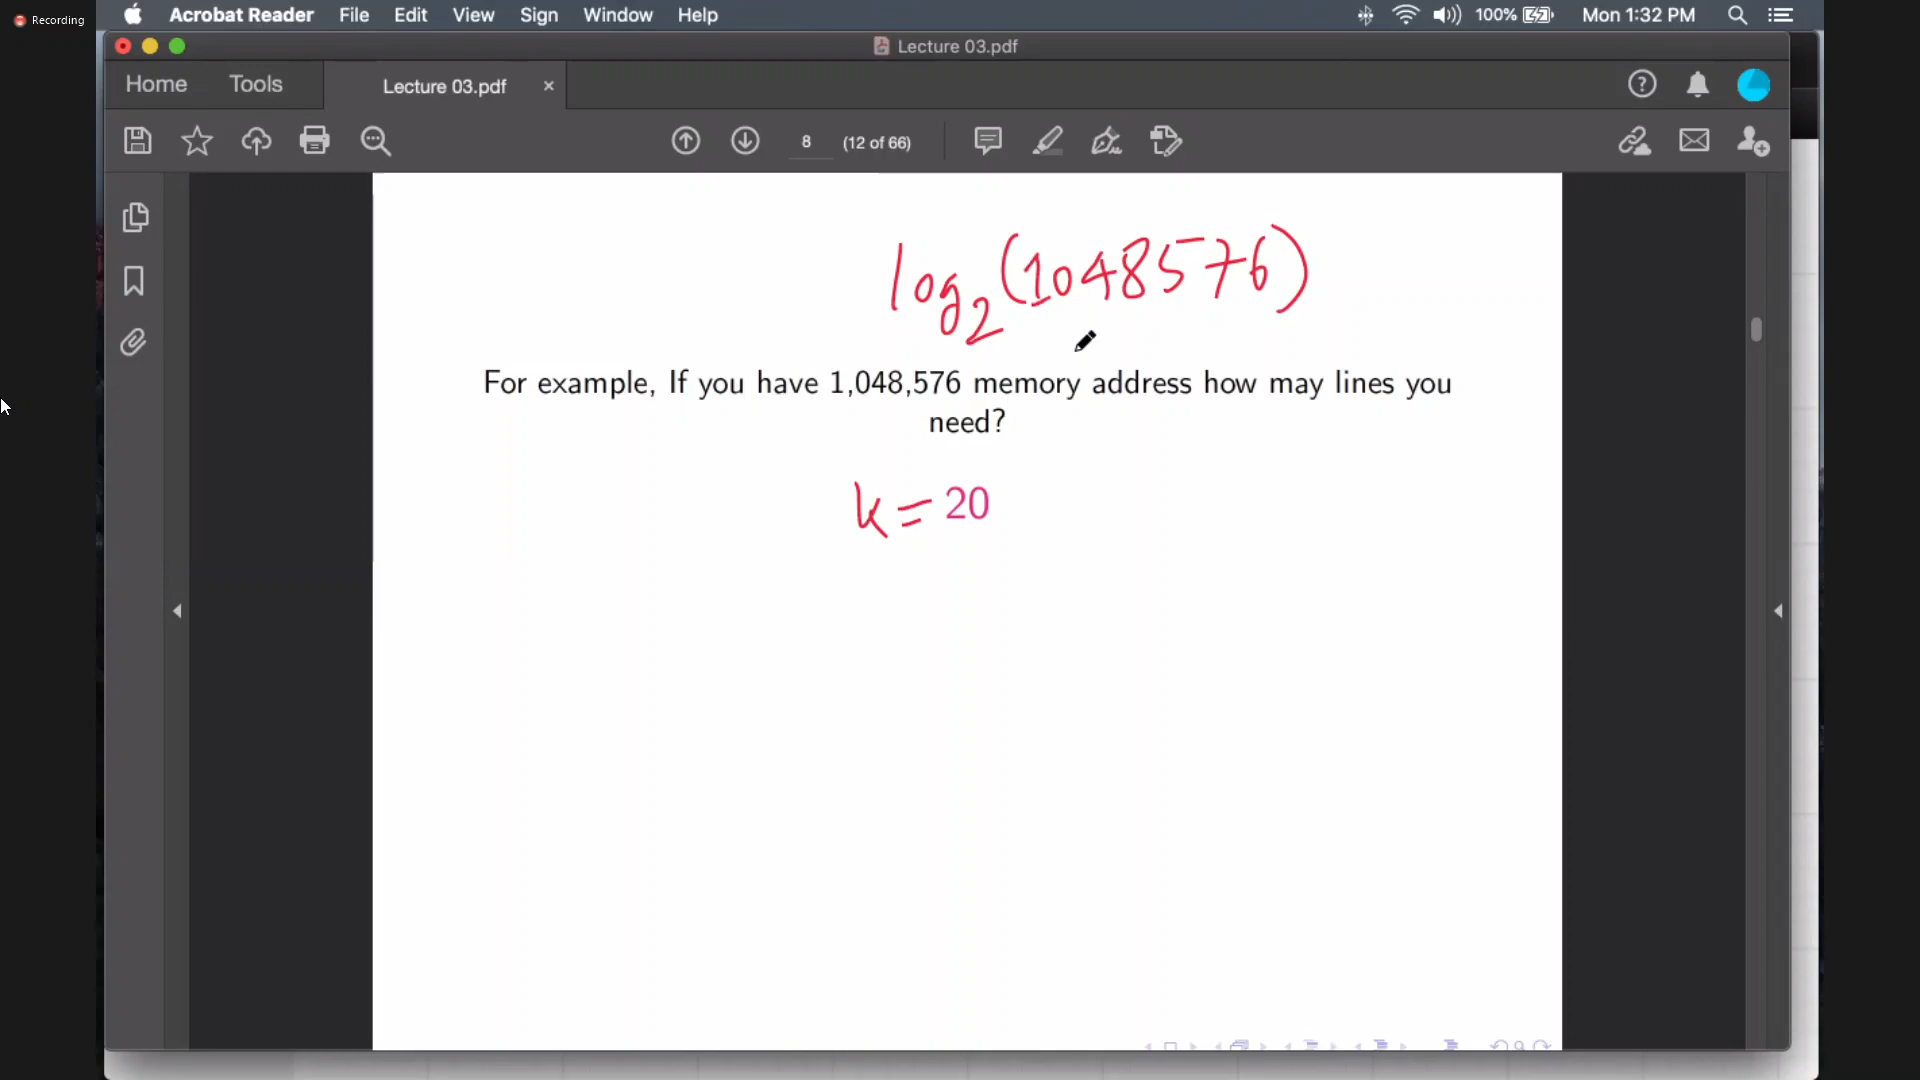 Recording
Acrobat Reader File Edit View Sign Window Help 100% Mon 1:32 PM
Lecture 03.pdf
Home Tools Lecture 03.pdf ×
8 (12 of 66)
log2(1048576)
For example, If you have 1,048,576 memory address how may lines you
need?
k = 20